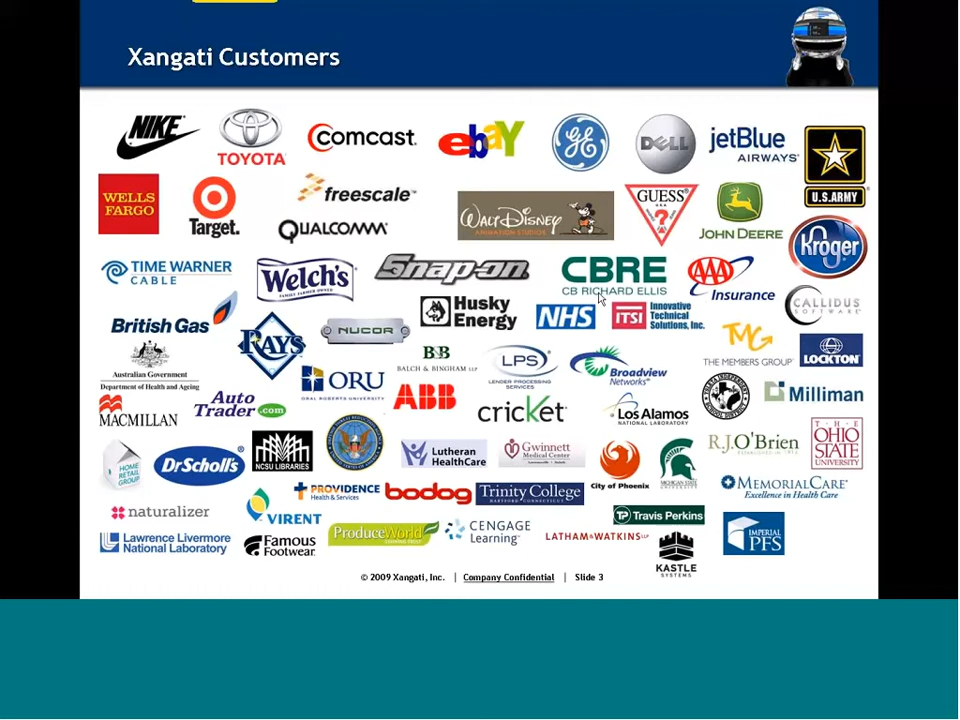 Xangati Customers
NIKE
TOYOTA
comcast.
ebaY
GE
DELL
jetBlue
AIRWAYS®
U.S.ARMY
WELLS
FARGO
Target.
freescale™
QUALCOMM®
WALT DISNEY
ANIMATION STUDIOS
GUESS
?
JOHN DEERE
Kroger
TIME WARNER
CABLE
Welch's
Snap-on
CBRE
CB RICHARD ELLIS
AAA
Insurance
CALLIDUS
SOFTWARE
British Gas
RAYS
NUCOR
Husky
Energy
NHS
ITSI
Innovative
Technical
Solutions, Inc.
TMG
THE MEMBERS GROUP
LOCKTON
Australian Government
Department of Health and Ageing
ORU
ORAL ROBERTS UNIVERSITY
B&B
BALCH & BINGHAM LLP
LPS
LENDER PROCESSING
SERVICES
Broadview
Networks
Milliman
MACMILLAN
Auto
Trader.com
ABB
cricket
Los Alamos
NATIONAL LABORATORY
HOME
RETAIL
GROUP
Dr Scholl's®
NCSU LIBRARIES
Lutheran
HealthCare
Gwinnett
Medical Center
City of Phoenix
MICHIGAN STATE
UNIVERSITY
R.J.O'Brien
T·H·E
OHIO
STATE
UNIVERSITY
naturalizer
VIRENT
PROVIDENCE
Health & Services
bodog
Trinity College
HARTFORD CONNECTICUT
MEMORIALCARE
Excellence in Health Care
Lawrence Livermore
National Laboratory
Famous
Footwear
ProduceWorld
CENGAGE
Learning
LATHAM&WATKINS LLP
Travis Perkins
KASTLE
SYSTEMS
IMPERIAL
PFS
© 2009 Xangati, Inc. | Company Confidential | Slide 3